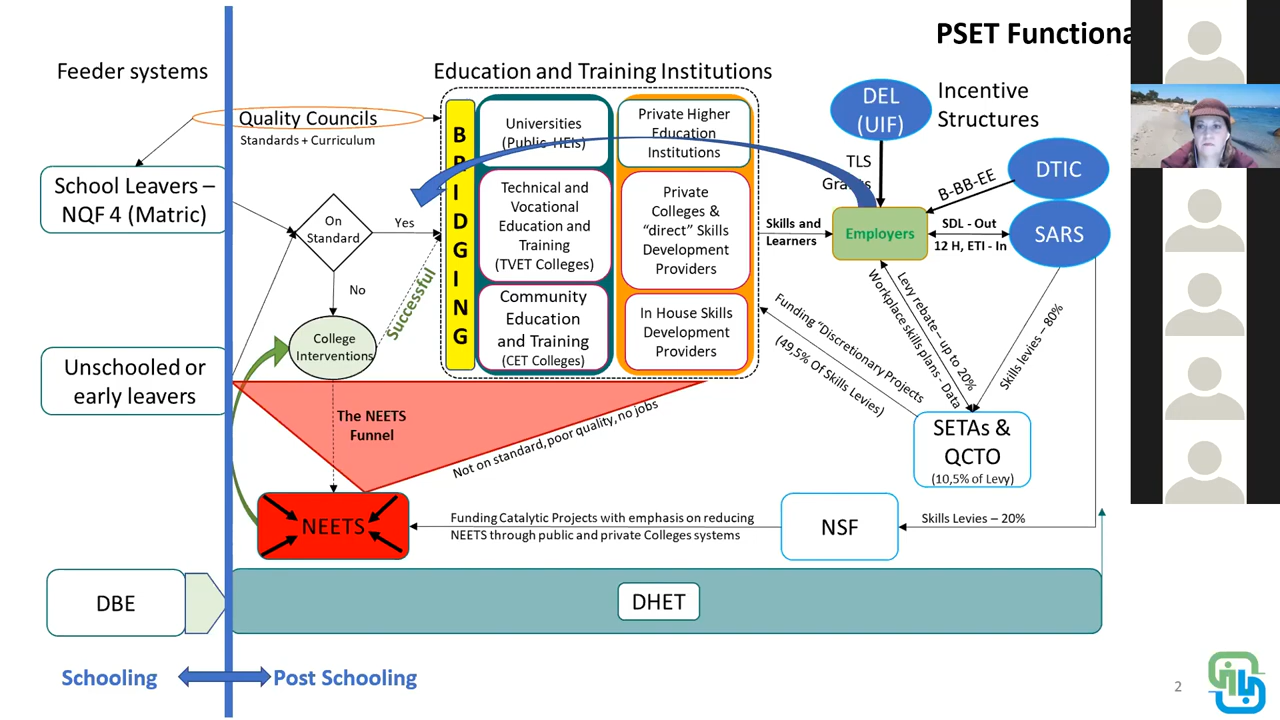 PSET Functiona
Feeder systems
Education and Training Institutions
Incentive
Structures
DEL
(UIF)
Quality Councils
Standards + Curriculum
School Leavers –
NQF 4 (Matric)
On
Standard
Yes
No
Successful
College
Interventions
Unschooled or
early leavers
B
R
I
D
G
I
N
G
Universities
(Public HEIs)
Technical and
Vocational
Education and
Training
(TVET Colleges)
Community
Education
and Training
(CET Colleges)
Private Higher
Education
Institutions
Private
Colleges &
“direct” Skills
Development
Providers
In House Skills
Development
Providers
TLS
Grants
B-BB-EE
DTIC
Skills and
Learners
Employers
SDL - Out
12 H, ETI - In
SARS
Levy rebate – up to 20%
Workplace skills plans - Data
Skills levies – 80%
Funding “Discretionary Projects
(49,5% Of Skills Levies)
SETAs &
QCTO
(10,5% of Levy)
The NEETS
Funnel
Not on standard, poor quality, no jobs
NEETS
Funding Catalytic Projects with emphasis on reducing
NEETS through public and private Colleges systems
NSF
Skills Levies – 20%
DBE
DHET
Schooling
Post Schooling
2